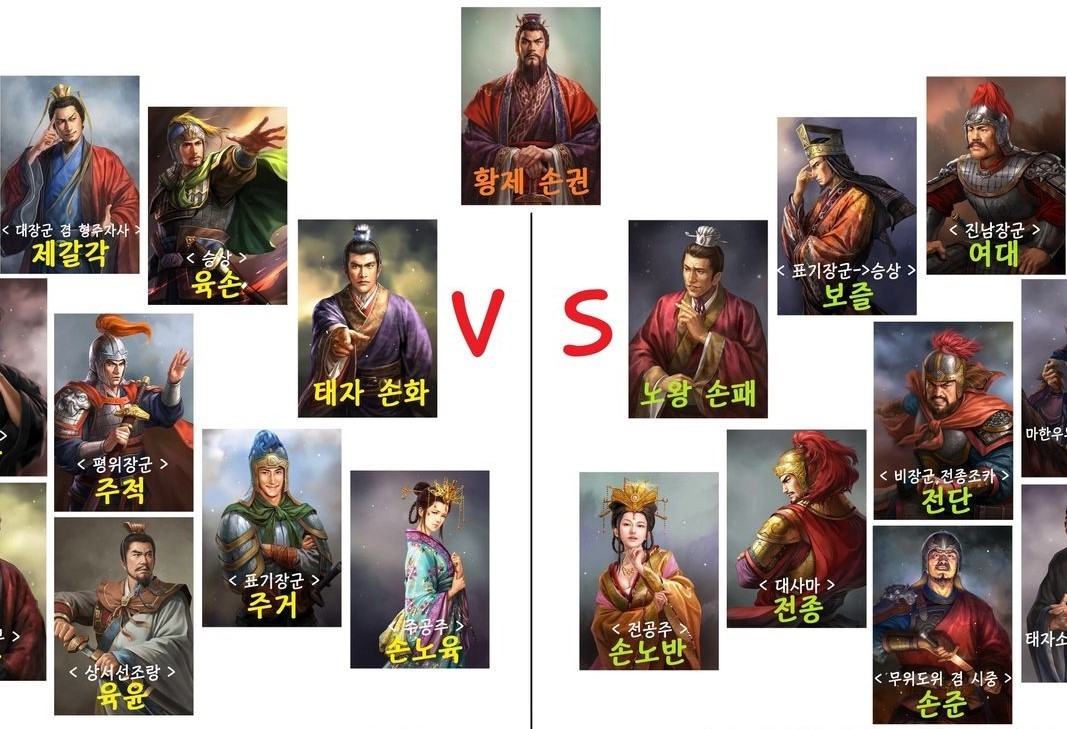 황제 손권
< 대장군 겸 형주자사 >
제갈각
< 승상 >
육손
태자 손화
V S
노왕 손패
< 표기장군->승상 >
보즐
< 진남장군 >
여대
>
< 평위장군 >
주적
< 표기장군 >
주거
< 주공주 >
손노육
>
< 상서선조랑 >
육윤
< 전공주 >
손노반
< 대사마 >
전종
< 비장군,전종조카 >
전단
마한우
< 무위도위 겸 시중 >
손준
태자소